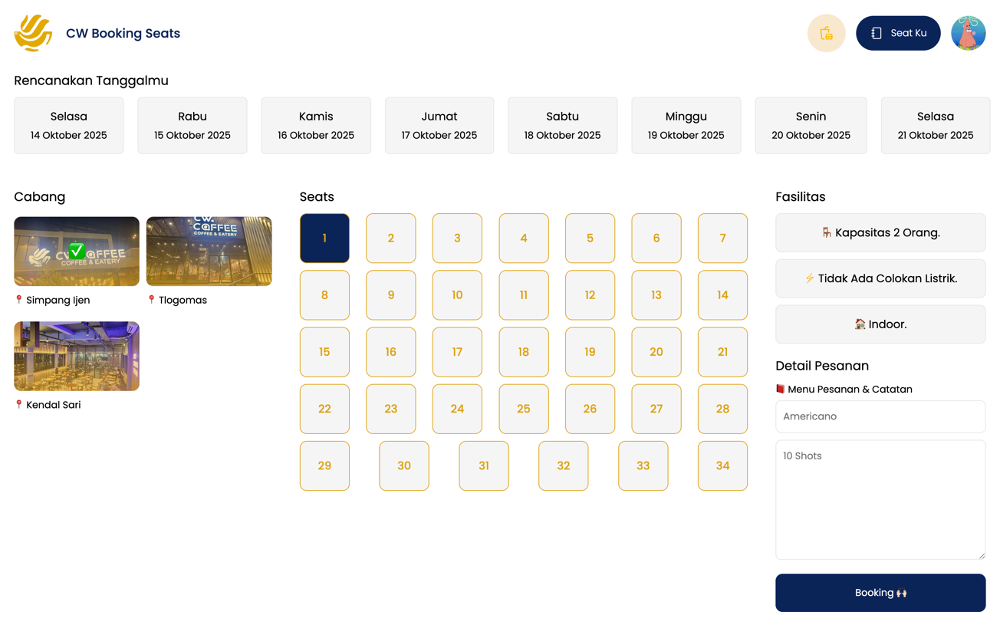 CW Booking Seats
Seat Ku
Rencanakan Tanggalmu
Selasa
14 Oktober 2025
Rabu
15 Oktober 2025
Kamis
16 Oktober 2025
Jumat
17 Oktober 2025
Sabtu
18 Oktober 2025
Minggu
19 Oktober 2025
Senin
20 Oktober 2025
Selasa
21 Oktober 2025
Cabang
COFFEE & EATERY
Simpang Ijen
CW.
COFFEE
COFFEE & EATERY
Tlogomas
Kendal Sari
Seats
1 2 3 4 5 6 7
8 9 10 11 12 13 14
15 16 17 18 19 20 21
22 23 24 25 26 27 28
29 30 31 32 33 34
Fasilitas
🪑 Kapasitas 2 Orang.
⚡ Tidak Ada Colokan Listrik.
🏠 Indoor.
Detail Pesanan
📕 Menu Pesanan & Catatan
Americano
10 Shots
Booking 🙌🏻